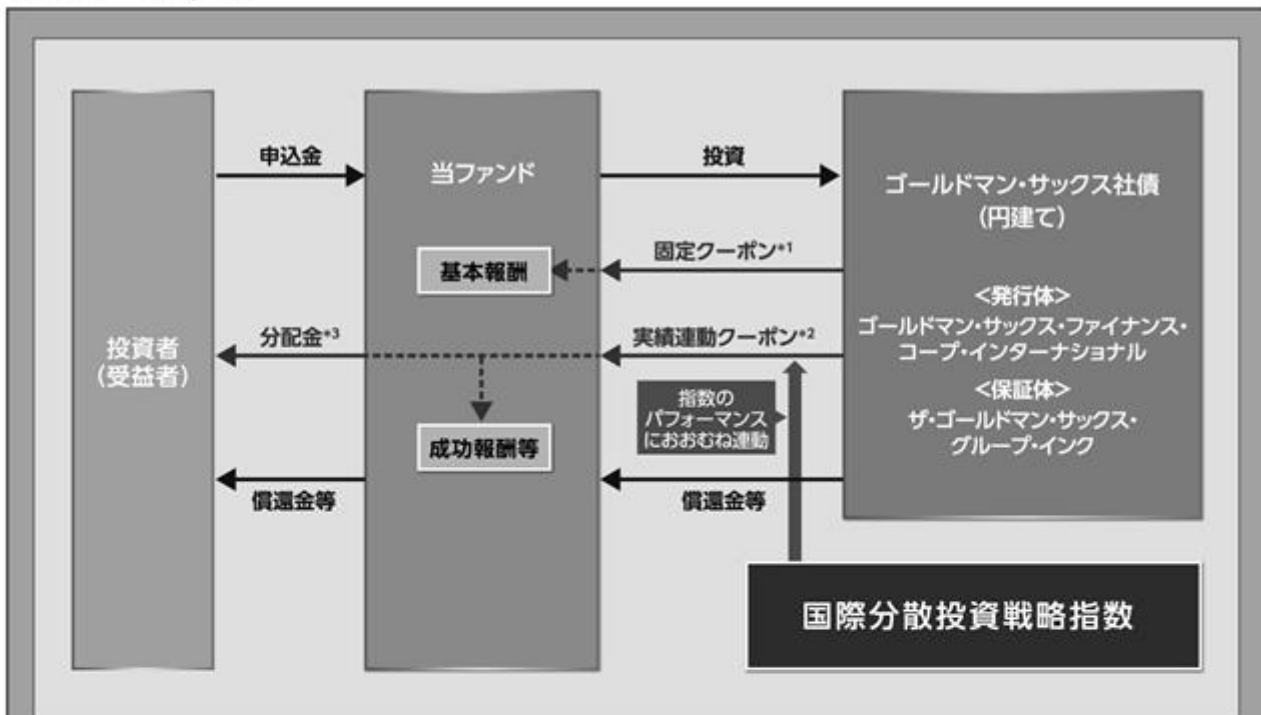 申込金
当ファンド
投資
ゴールドマン・サックス社債
(円建て)
固定クーポン*1
基本報酬
<発行体>
ゴールドマン・サックス・ファイナンス・
コープ・インターナショナル
分配金*3
実績連動クーポン*2
投資者
(受益者)
<保証体>
ザ・ゴールドマン・サックス・
グループ・インク
指数の
パフォーマンス
におおむね連動
成功報酬等
償還金等
償還金等
国際分散投資戦略指数